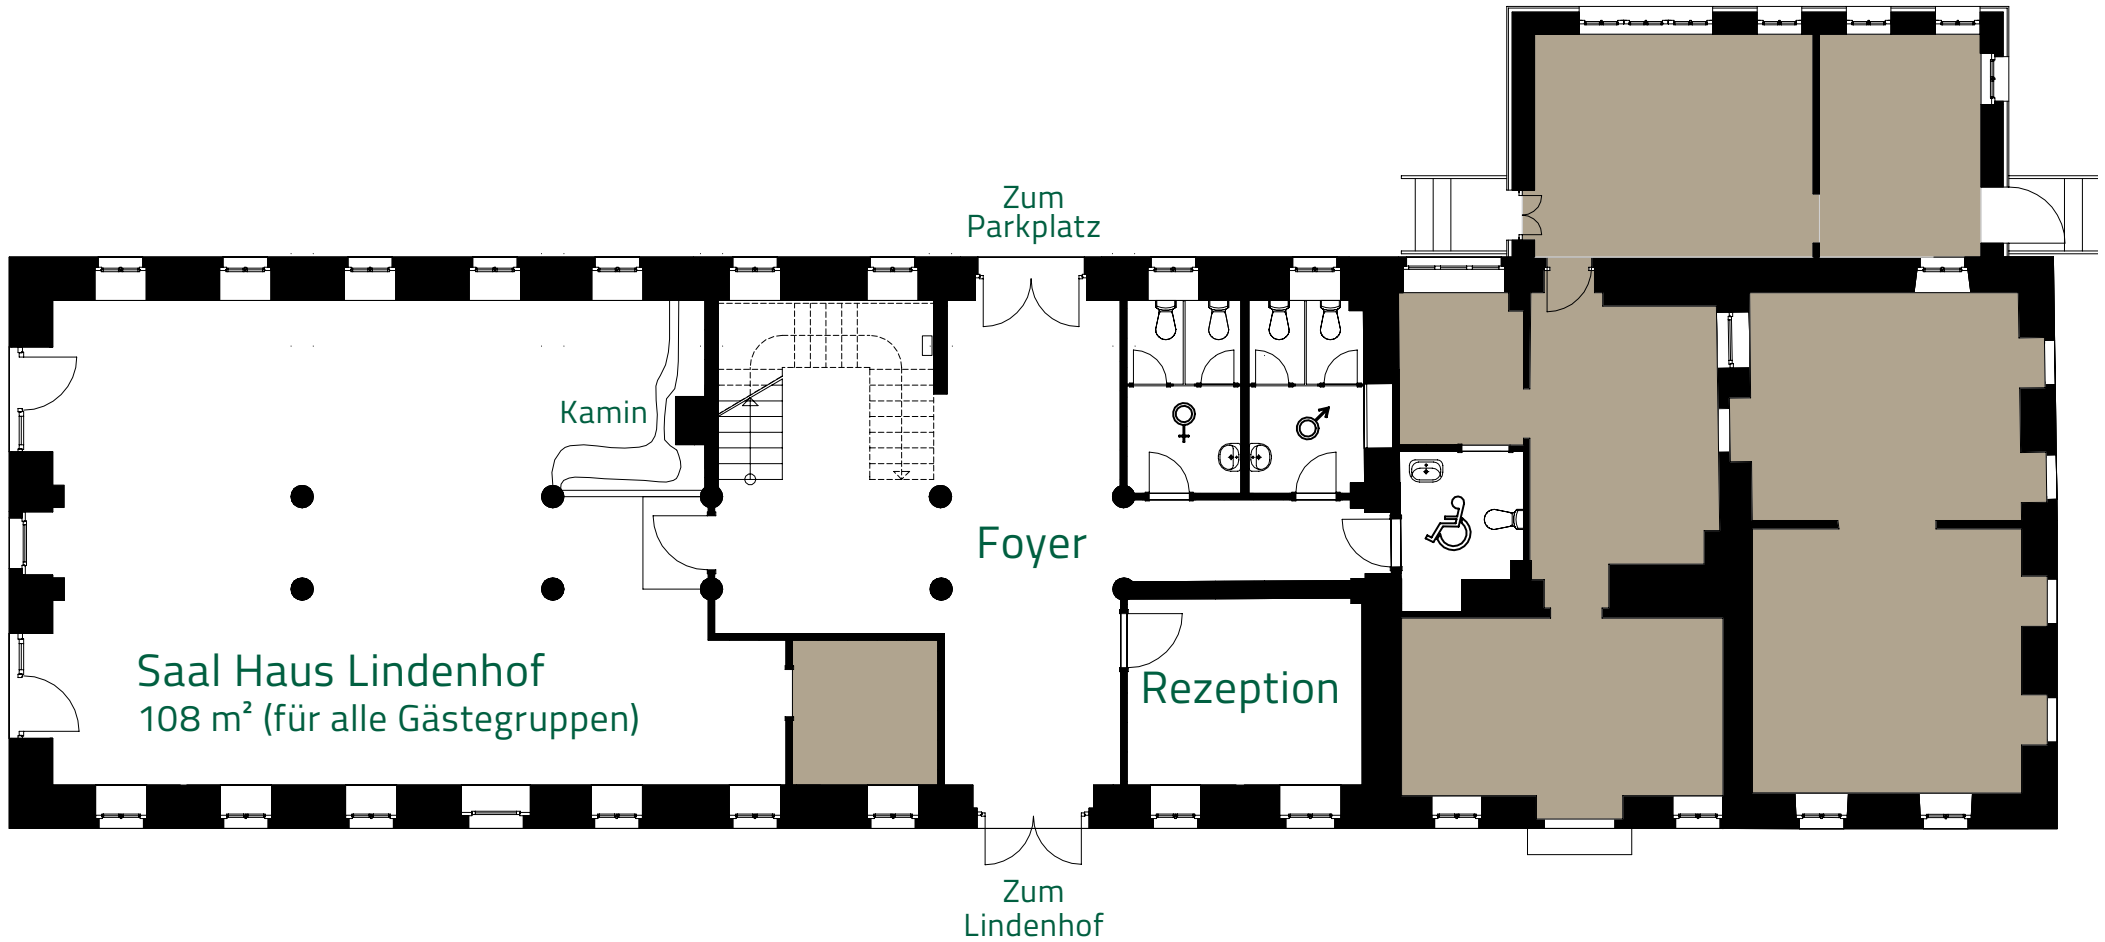 Zum
Parkplatz
Kamin
Foyer
Saal Haus Lindenhof
108 m² (für alle Gästegruppen)
Rezeption
Zum
Lindenhof